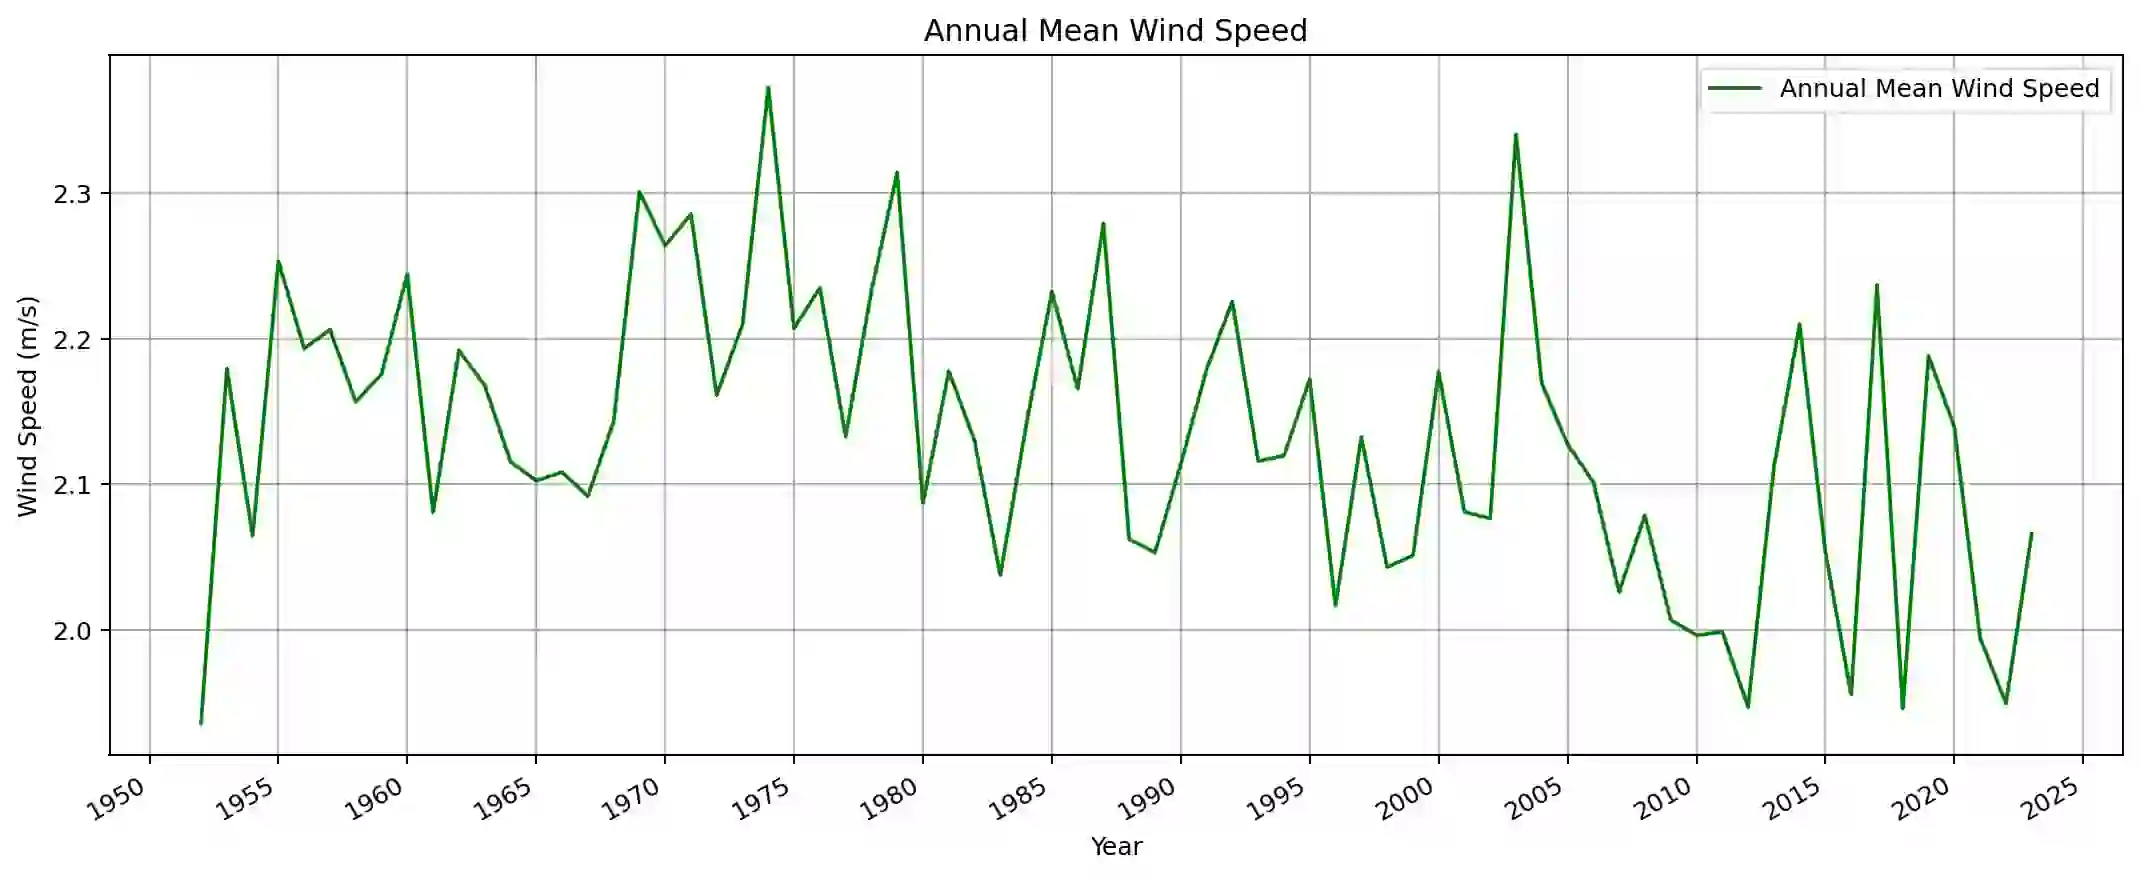 Annual Mean Wind Speed
Annual Mean Wind Speed
Wind Speed (m/s)
2.3
2.2
2.1
2.0
1950 1955 1960 1965 1970 1975 1980 1985 1990 1995 2000 2005 2010 2015 2020 2025
Year